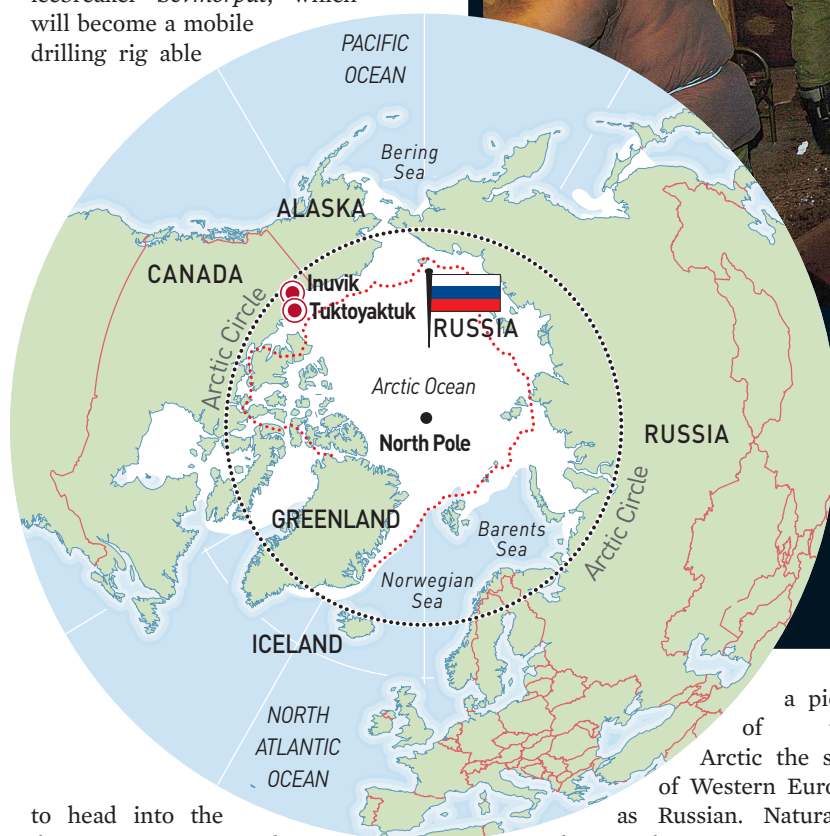 will become a mobile
drilling rig able
PACIFIC
OCEAN
Bering
Sea
ALASKA
CANADA
Inuvik
Tuktoyaktuk
Arctic Circle
RUSSIA
Arctic Ocean
North Pole
RUSSIA
GREENLAND
Barents
Sea
Arctic Circle
Norwegian
Sea
ICELAND
NORTH
ATLANTIC
OCEAN
a pic
of
Arctic the s
of Western Euro
to head into the
as Russian. Natura